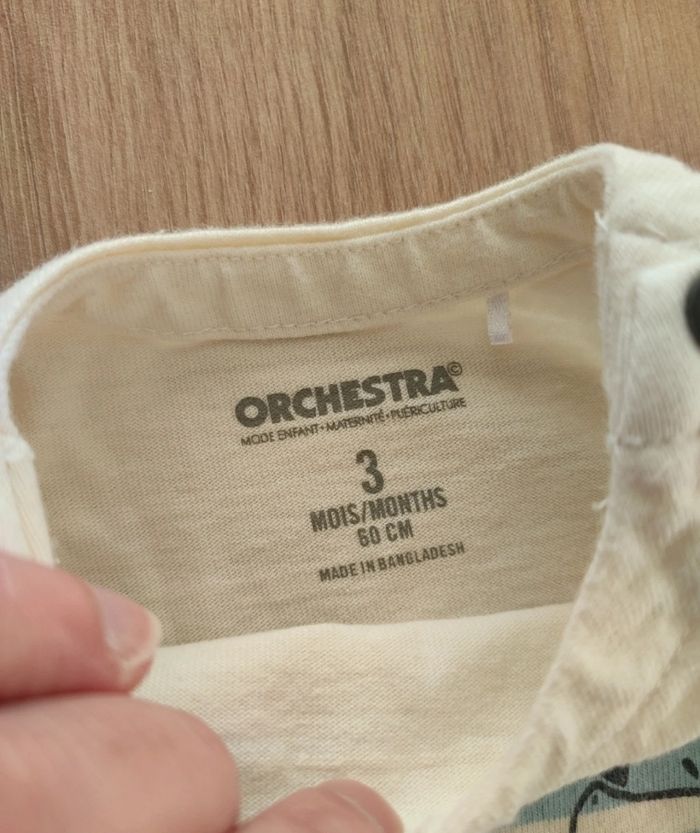 ORCHESTRA©
MODE ENFANT•MATERNITÉ•PUÉRICULTURE
3
MOIS/MONTHS
60 CM
MADE IN BANGLADESH